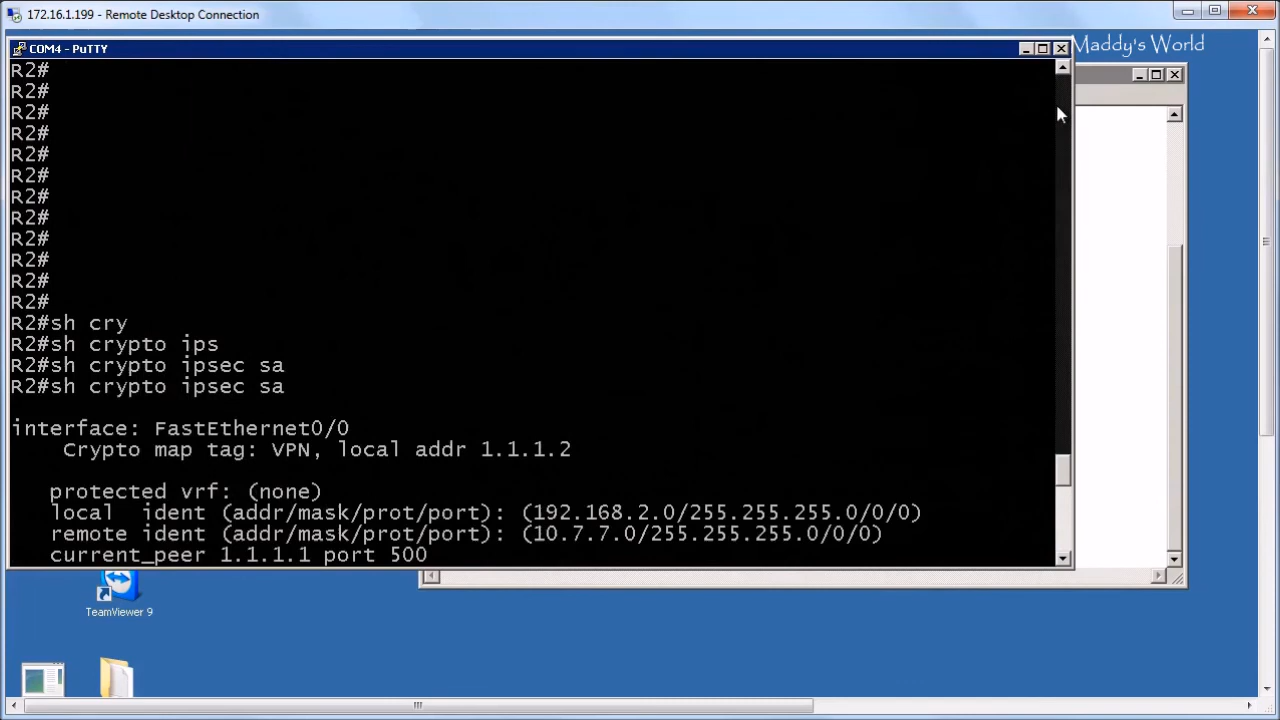 172.16.1.199 - Remote Desktop Connection
Maddy's World
COM4 - PuTTY
R2#
R2#
R2#
R2#
R2#
R2#
R2#
R2#
R2#
R2#
R2#
R2#
R2#sh cry
R2#sh crypto ips
R2#sh crypto ipsec sa
R2#sh crypto ipsec sa
interface: FastEthernet0/0
Crypto map tag: VPN, local addr 1.1.1.2
protected vrf: (none)
local  ident (addr/mask/prot/port): (192.168.2.0/255.255.255.0/0/0)
remote ident (addr/mask/prot/port): (10.7.7.0/255.255.255.0/0/0)
current_peer 1.1.1.1 port 500
TeamViewer 9